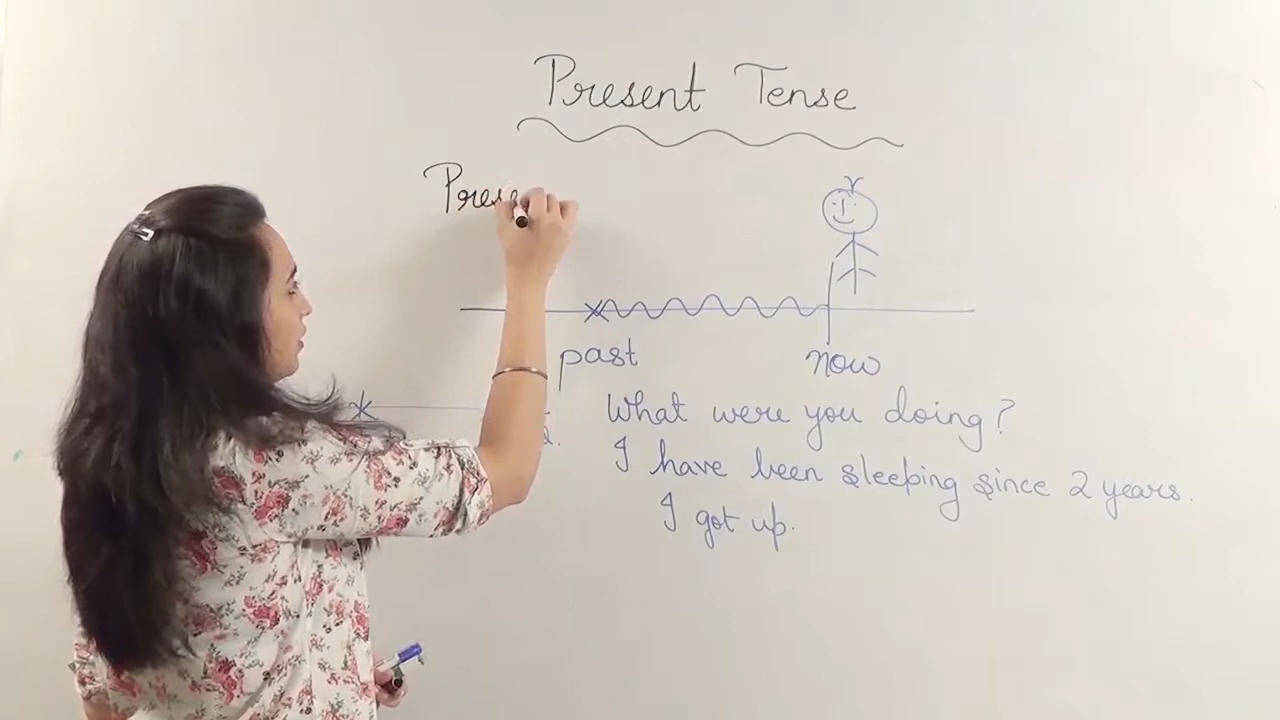 Present Tense
Prese
past now
What were you doing?
I have been sleeping since 2 years.
I got up.